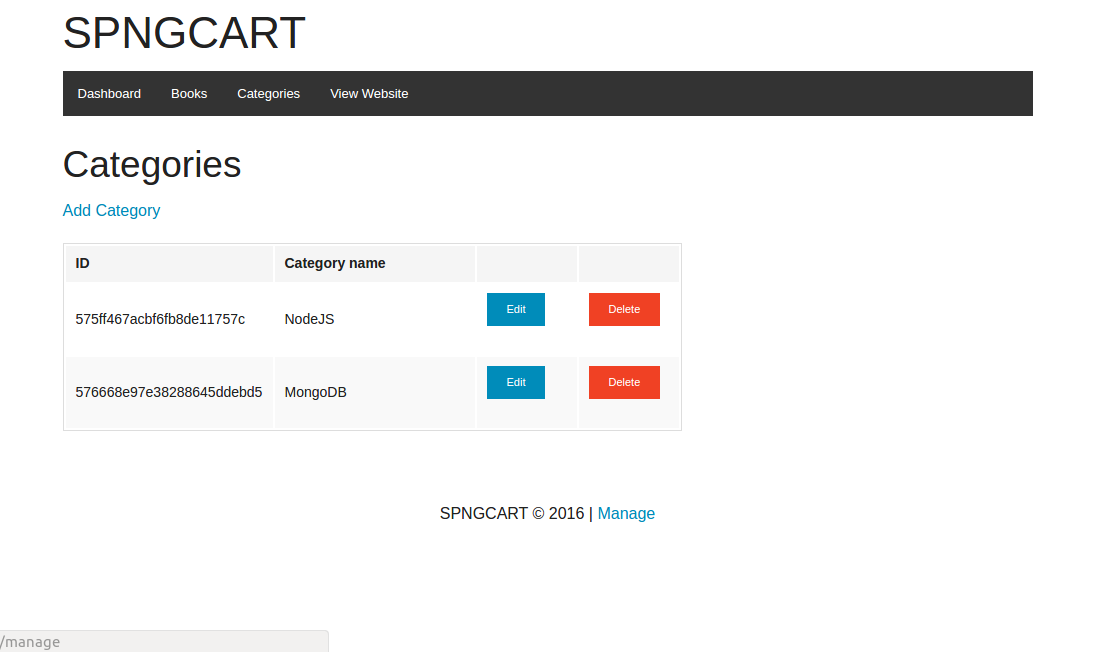 SPNGCART
Dashboard Books Categories View Website
Categories
Add Category
ID Category name
575ff467acbf6fb8de11757c NodeJS Edit Delete
576668e97e38288645ddebd5 MongoDB Edit Delete
SPNGCART © 2016 | Manage
/manage